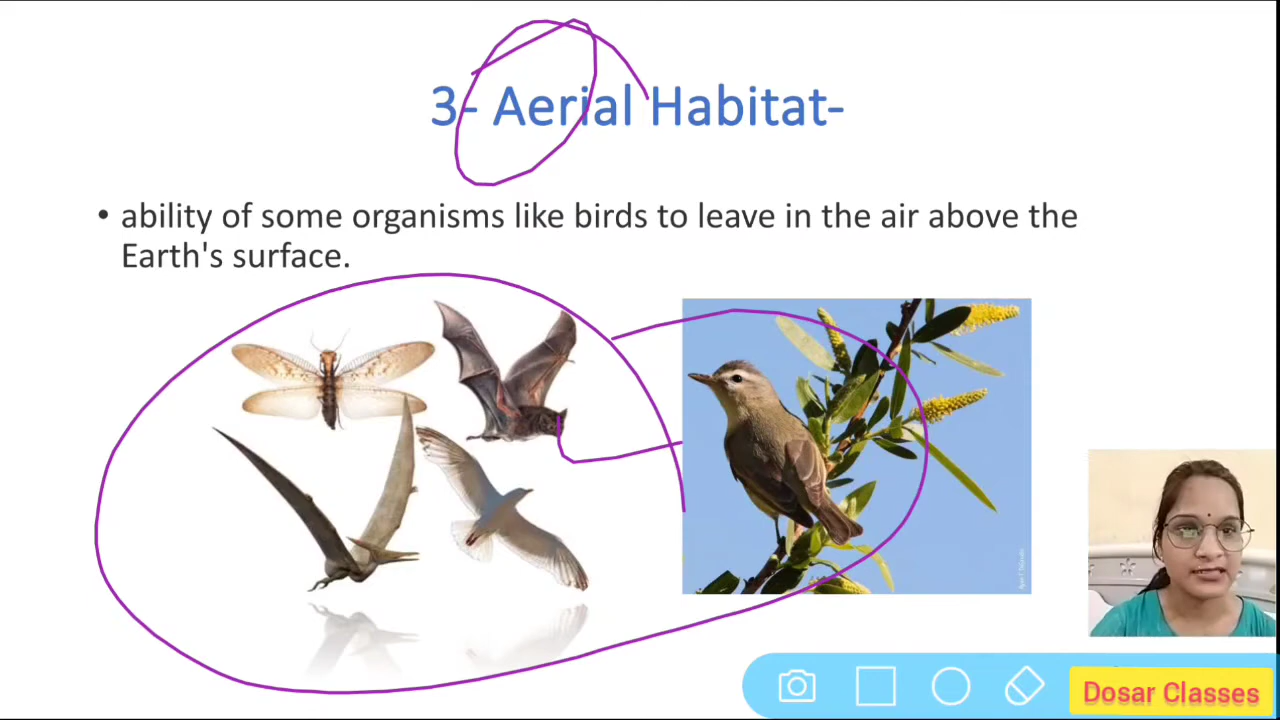 3- Aerial Habitat-
• ability of some organisms like birds to leave in the air above the
Earth's surface.
Dosar Classes